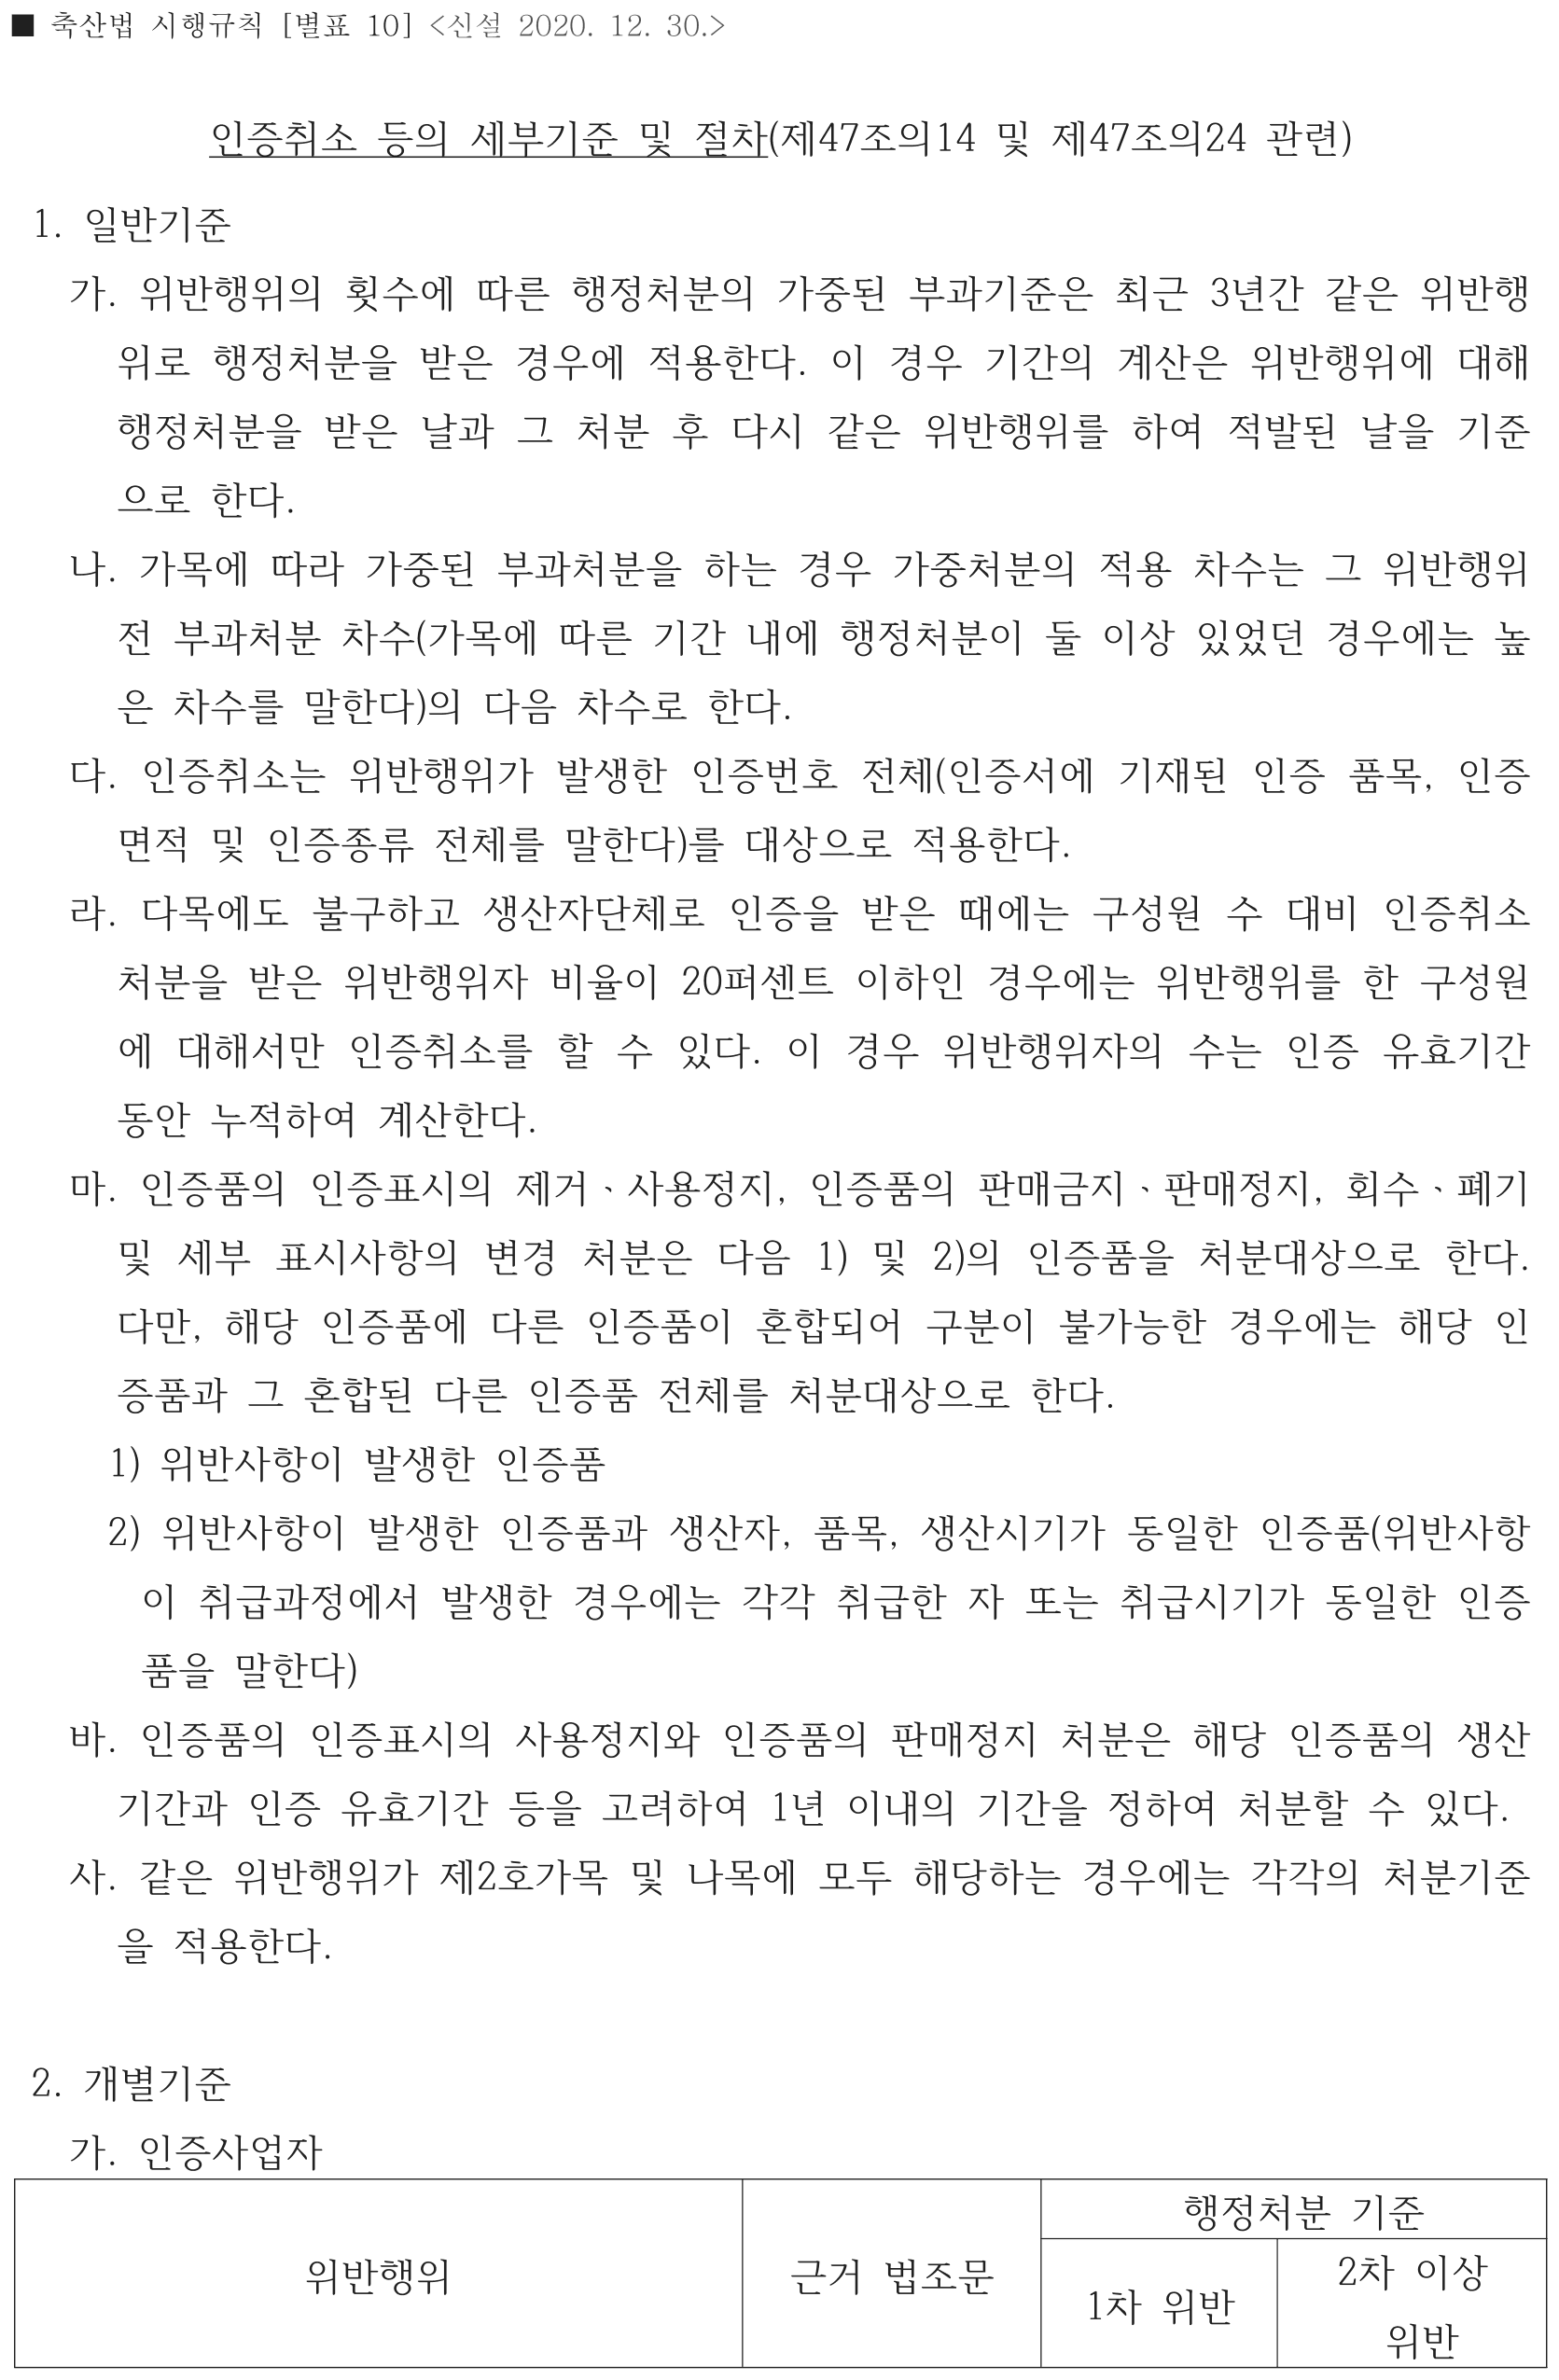 ■ 축산법 시행규칙 [별표 10] <신설 2020. 12. 30.>
인증취소 등의 세부기준 및 절차(제47조의14 및 제47조의24 관련)
1. 일반기준
가. 위반행위의 횟수에 따른 행정처분의 가중된 부과기준은 최근 3년간 같은 위반행
위로 행정처분을 받은 경우에 적용한다. 이 경우 기간의 계산은 위반행위에 대해
행정처분을 받은 날과 그 처분 후 다시 같은 위반행위를 하여 적발된 날을 기준
으로 한다.
나. 가목에 따라 가중된 부과처분을 하는 경우 가중처분의 적용 차수는 그 위반행위
전 부과처분 차수(가목에 따른 기간 내에 행정처분이 둘 이상 있었던 경우에는 높
은 차수를 말한다)의 다음 차수로 한다.
다. 인증취소는 위반행위가 발생한 인증번호 전체(인증서에 기재된 인증 품목, 인증
면적 및 인증종류 전체를 말한다)를 대상으로 적용한다.
라. 다목에도 불구하고 생산자단체로 인증을 받은 때에는 구성원 수 대비 인증취소
처분을 받은 위반행위자 비율이 20퍼센트 이하인 경우에는 위반행위를 한 구성원
에 대해서만 인증취소를 할 수 있다. 이 경우 위반행위자의 수는 인증 유효기간
동안 누적하여 계산한다.
마. 인증품의 인증표시의 제거ㆍ사용정지, 인증품의 판매금지ㆍ판매정지, 회수ㆍ폐기
및 세부 표시사항의 변경 처분은 다음 1) 및 2)의 인증품을 처분대상으로 한다.
다만, 해당 인증품에 다른 인증품이 혼합되어 구분이 불가능한 경우에는 해당 인
증품과 그 혼합된 다른 인증품 전체를 처분대상으로 한다.
1) 위반사항이 발생한 인증품
2) 위반사항이 발생한 인증품과 생산자, 품목, 생산시기가 동일한 인증품(위반사항
이 취급과정에서 발생한 경우에는 각각 취급한 자 또는 취급시기가 동일한 인증
품을 말한다)
바. 인증품의 인증표시의 사용정지와 인증품의 판매정지 처분은 해당 인증품의 생산
기간과 인증 유효기간 등을 고려하여 1년 이내의 기간을 정하여 처분할 수 있다.
사. 같은 위반행위가 제2호가목 및 나목에 모두 해당하는 경우에는 각각의 처분기준
을 적용한다.
2. 개별기준
가. 인증사업자
위반행위
근거 법조문
행정처분 기준
1차 위반
2차 이상
위반